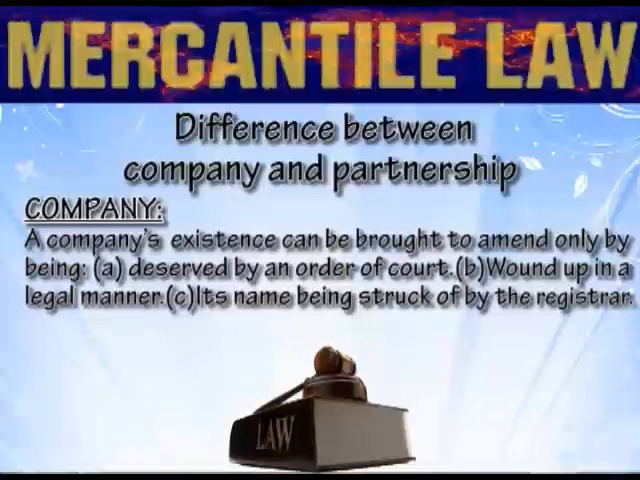 MERCANTILE LAW
Difference between
company and partnership
COMPANY:
A company's existence can be brought to amend only by
being: (a) deserved by an order of court.(b)Wound up in a
legal manner.(c)Its name being struck of by the registrar.
LAW